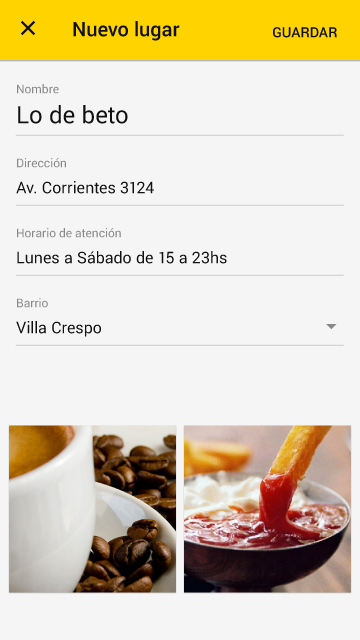 Nuevo lugar
GUARDAR
Nombre
Lo de beto
Dirección
Av. Corrientes 3124
Horario de atención
Lunes a Sábado de 15 a 23hs
Barrio
Villa Crespo